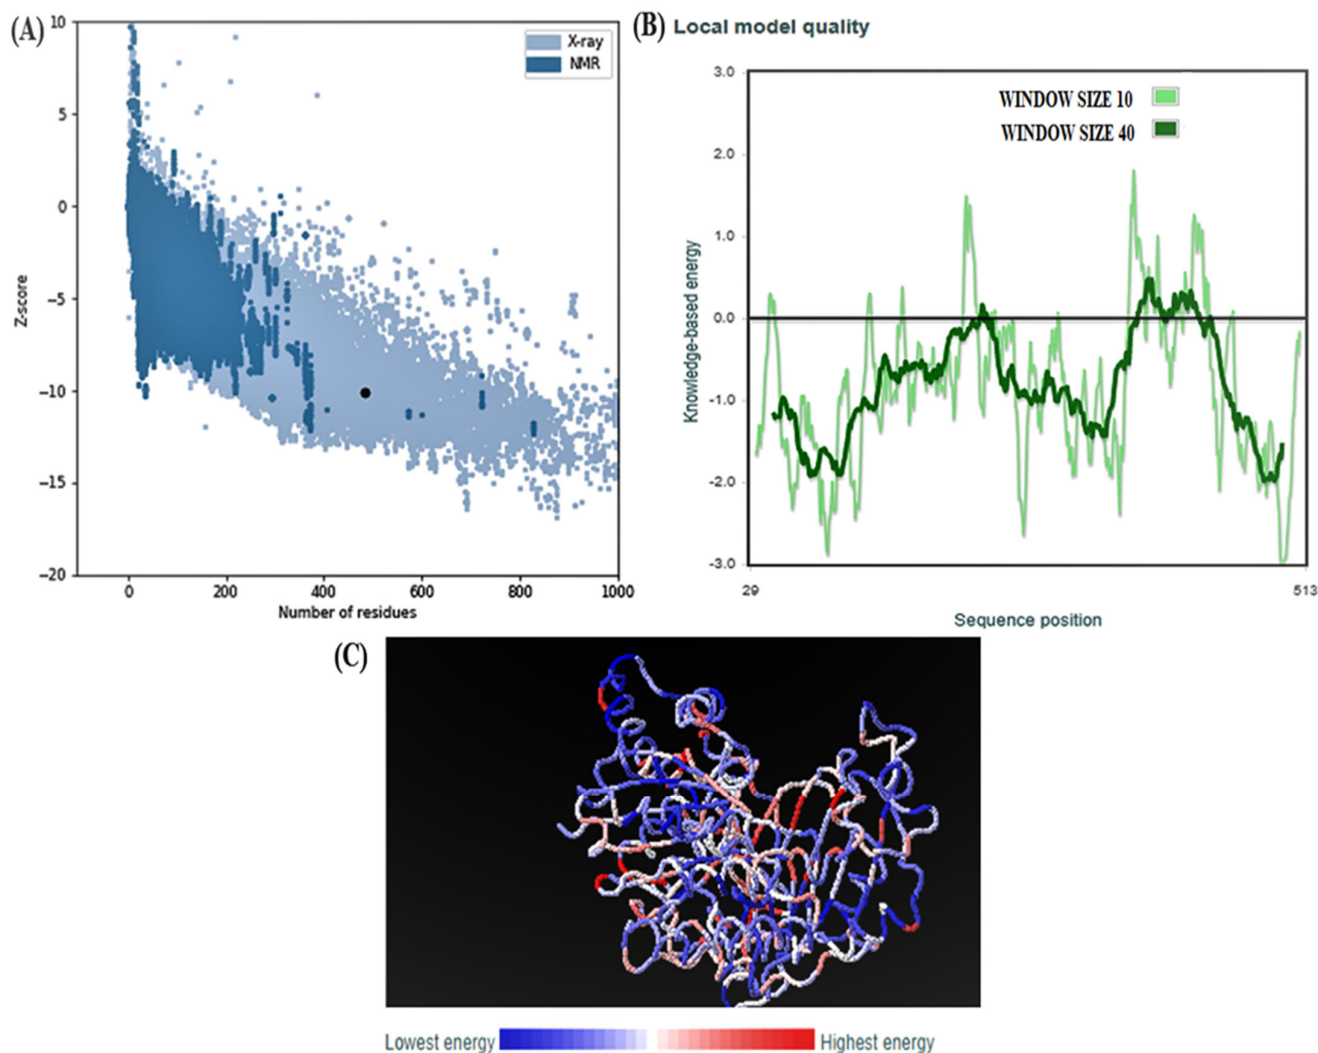 (A)
10
5
0
−5
−10
−15
−20
Z-score
X-ray
NMR
0 200 400 600 800 1000
Number of residues
(B) Local model quality
WINDOW SIZE 10
WINDOW SIZE 40
3.0
2.0
1.0
0.0
-1.0
-2.0
-3.0
Knowledge-based energy
29 513
Sequence position
(C)
Lowest energy Highest energy